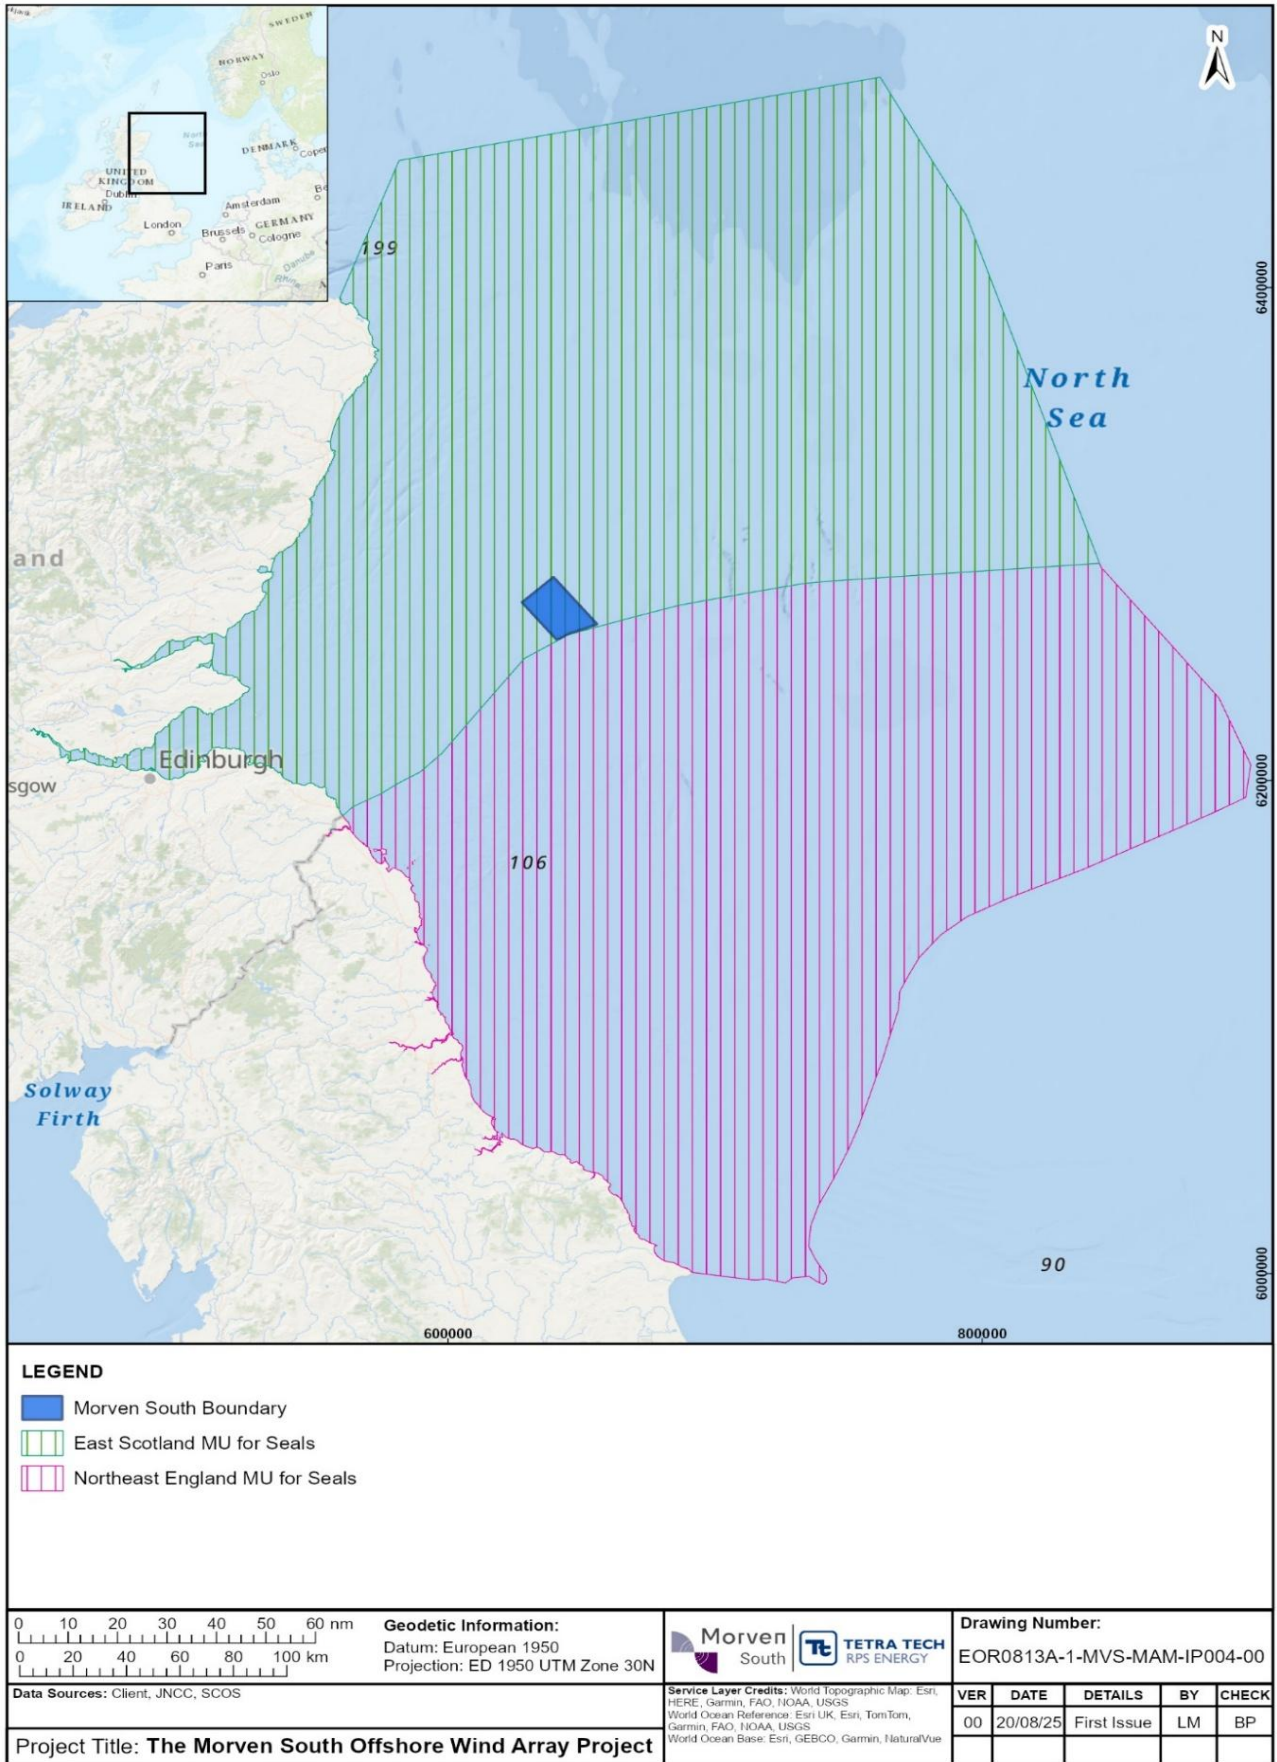 SWEDEN
NORWAY
Oslo
North
Sea
DENMARK
Copen
UNITED
KINGDOM
Dublin
IRELAND
Amsterdam
Be
London
Brussels
GERMANY
Cologne
Paris
Danube
Rhine
A
N
199
6400000
North
Sea
and
Edinburgh
sgow
6200000
106
Solway
Firth
90
6000000
600000
800000
LEGEND
Morven South Boundary
East Scotland MU for Seals
Northeast England MU for Seals
0 10 20 30 40 50 60 nm
0 20 40 60 80 100 km
Geodetic Information:
Datum: European 1950
Projection: ED 1950 UTM Zone 30N
Morven
South
Tt
TETRA TECH
RPS ENERGY
Drawing Number:
EOR0813A-1-MVS-MAM-IP004-00
Data Sources: Client, JNCC, SCOS
Service Layer Credits: World Topographic Map: Esri,
HERE, Garmin, FAO, NOAA, USGS
World Ocean Reference: Esri UK, Esri, TomTom,
Garmin, FAO, NOAA, USGS
World Ocean Base: Esri, GEBCO, Garmin, NaturalVue
VER DATE DETAILS BY CHECK
00 20/08/25 First Issue LM BP
Project Title: The Morven South Offshore Wind Array Project